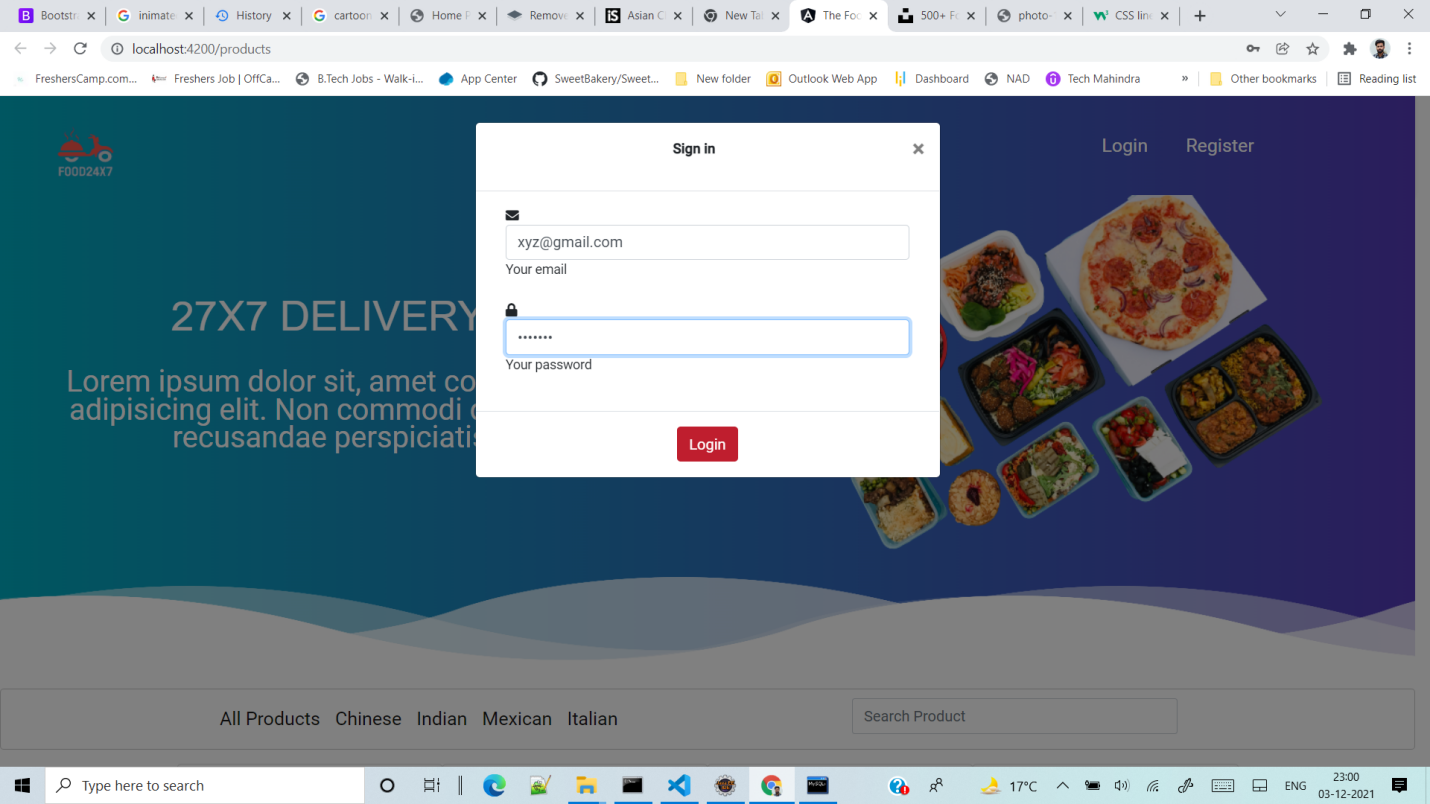 Bootstr
inimate
History
cartoon
Home P
Remove
Asian C
New Tal
The Foo
500+ Fo
photo-
CSS line
localhost:4200/products
FreshersCamp.com...
Freshers Job | OffCa...
B.Tech Jobs - Walk-i...
App Center
SweetBakery/Sweet...
New folder
Outlook Web App
Dashboard
NAD
Tech Mahindra
»
Other bookmarks
Reading list
FOOD24X7
Login Register
Sign in ×
xyz@gmail.com
Your email
•••••••
Your password
Login
27X7 DELIVERY
Lorem ipsum dolor sit, amet co
adipisicing elit. Non commodi
recusandae perspiciatis
All Products Chinese Indian Mexican Italian
Search Product
Type here to search
17°C
ENG
23:00
03-12-2021